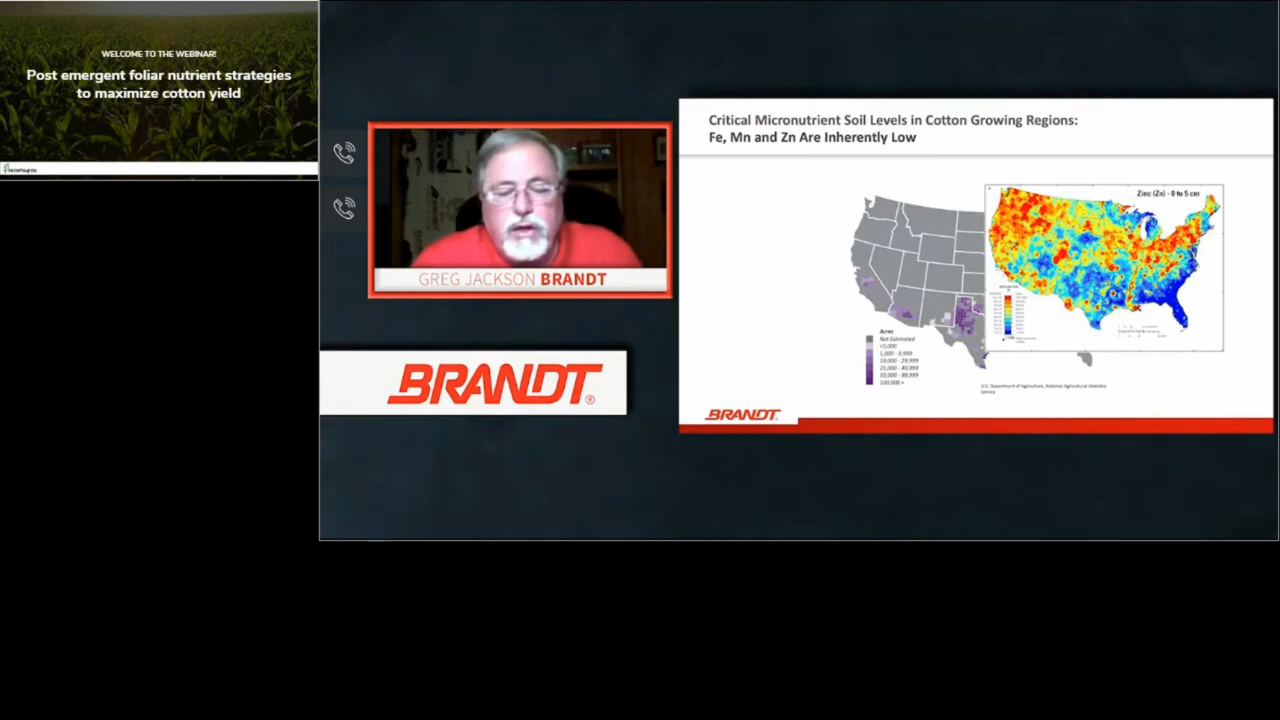 WELCOME TO THE WEBINAR!
Post emergent foliar nutrient strategies
to maximize cotton yield
GREG JACKSON BRANDT
BRANDT®
Critical Micronutrient Soil Levels in Cotton Growing Regions:
Fe, Mn and Zn Are Inherently Low
Zinc (Zn) - 0 to 5 cm
Acres
Not Estimated
<5,000
5,000 - 9,999
10,000 - 24,999
25,000 - 49,999
50,000 - 99,999
100,000 +
U.S. Department of Agriculture, National Agricultural Statistics
Service
BRANDT